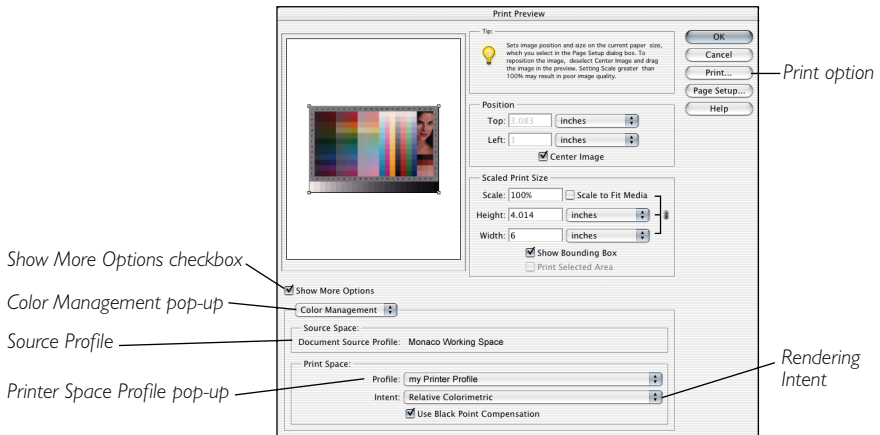 Print Preview
Tip:
Sets image position and size on the current paper size,
which you select in the Page Setup dialog box. To
reposition the image, deselect Center Image and drag
the image in the preview. Setting Scale greater than
100% may result in poor image quality.
OK
Cancel
Print...
Page Setup...
Help
Print option
Position
Top: 3.083 inches
Left: 1 inches
Center Image
Scaled Print Size
Scale: 100% Scale to Fit Media
Height: 4.014 inches
Width: 6 inches
Show Bounding Box
Print Selected Area
Show More Options checkbox
Show More Options
Color Management pop-up
Color Management
Source Space:
Source Profile
Document Source Profile: Monaco Working Space
Print Space:
Rendering
Intent
Printer Space Profile pop-up
Profile: my Printer Profile
Intent: Relative Colorimetric
Use Black Point Compensation